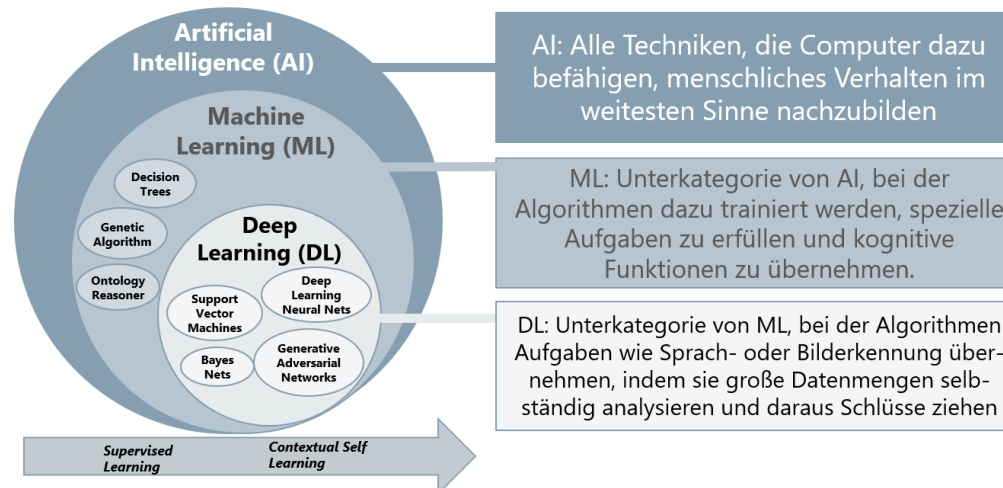 Artificial
Intelligence (AI)
Machine
Learning (ML)
Decision
Trees
Genetic
Algorithm
Ontology
Reasoner
Deep
Learning (DL)
Support
Vector
Machines
Deep
Learning
Neural Nets
Bayes
Nets
Generative
Adversarial
Networks
Supervised
Learning
Contextual Self
Learning
AI: Alle Techniken, die Computer dazu
befähigen, menschliches Verhalten im
weitesten Sinne nachzubilden
ML: Unterkategorie von AI, bei der
Algorithmen dazu trainiert werden, spezielle
Aufgaben zu erfüllen und kognitive
Funktionen zu übernehmen.
DL: Unterkategorie von ML, bei der Algorithmen
Aufgaben wie Sprach- oder Bilderkennung über-
nehmen, indem sie große Datenmengen selb-
ständig analysieren und daraus Schlüsse ziehen